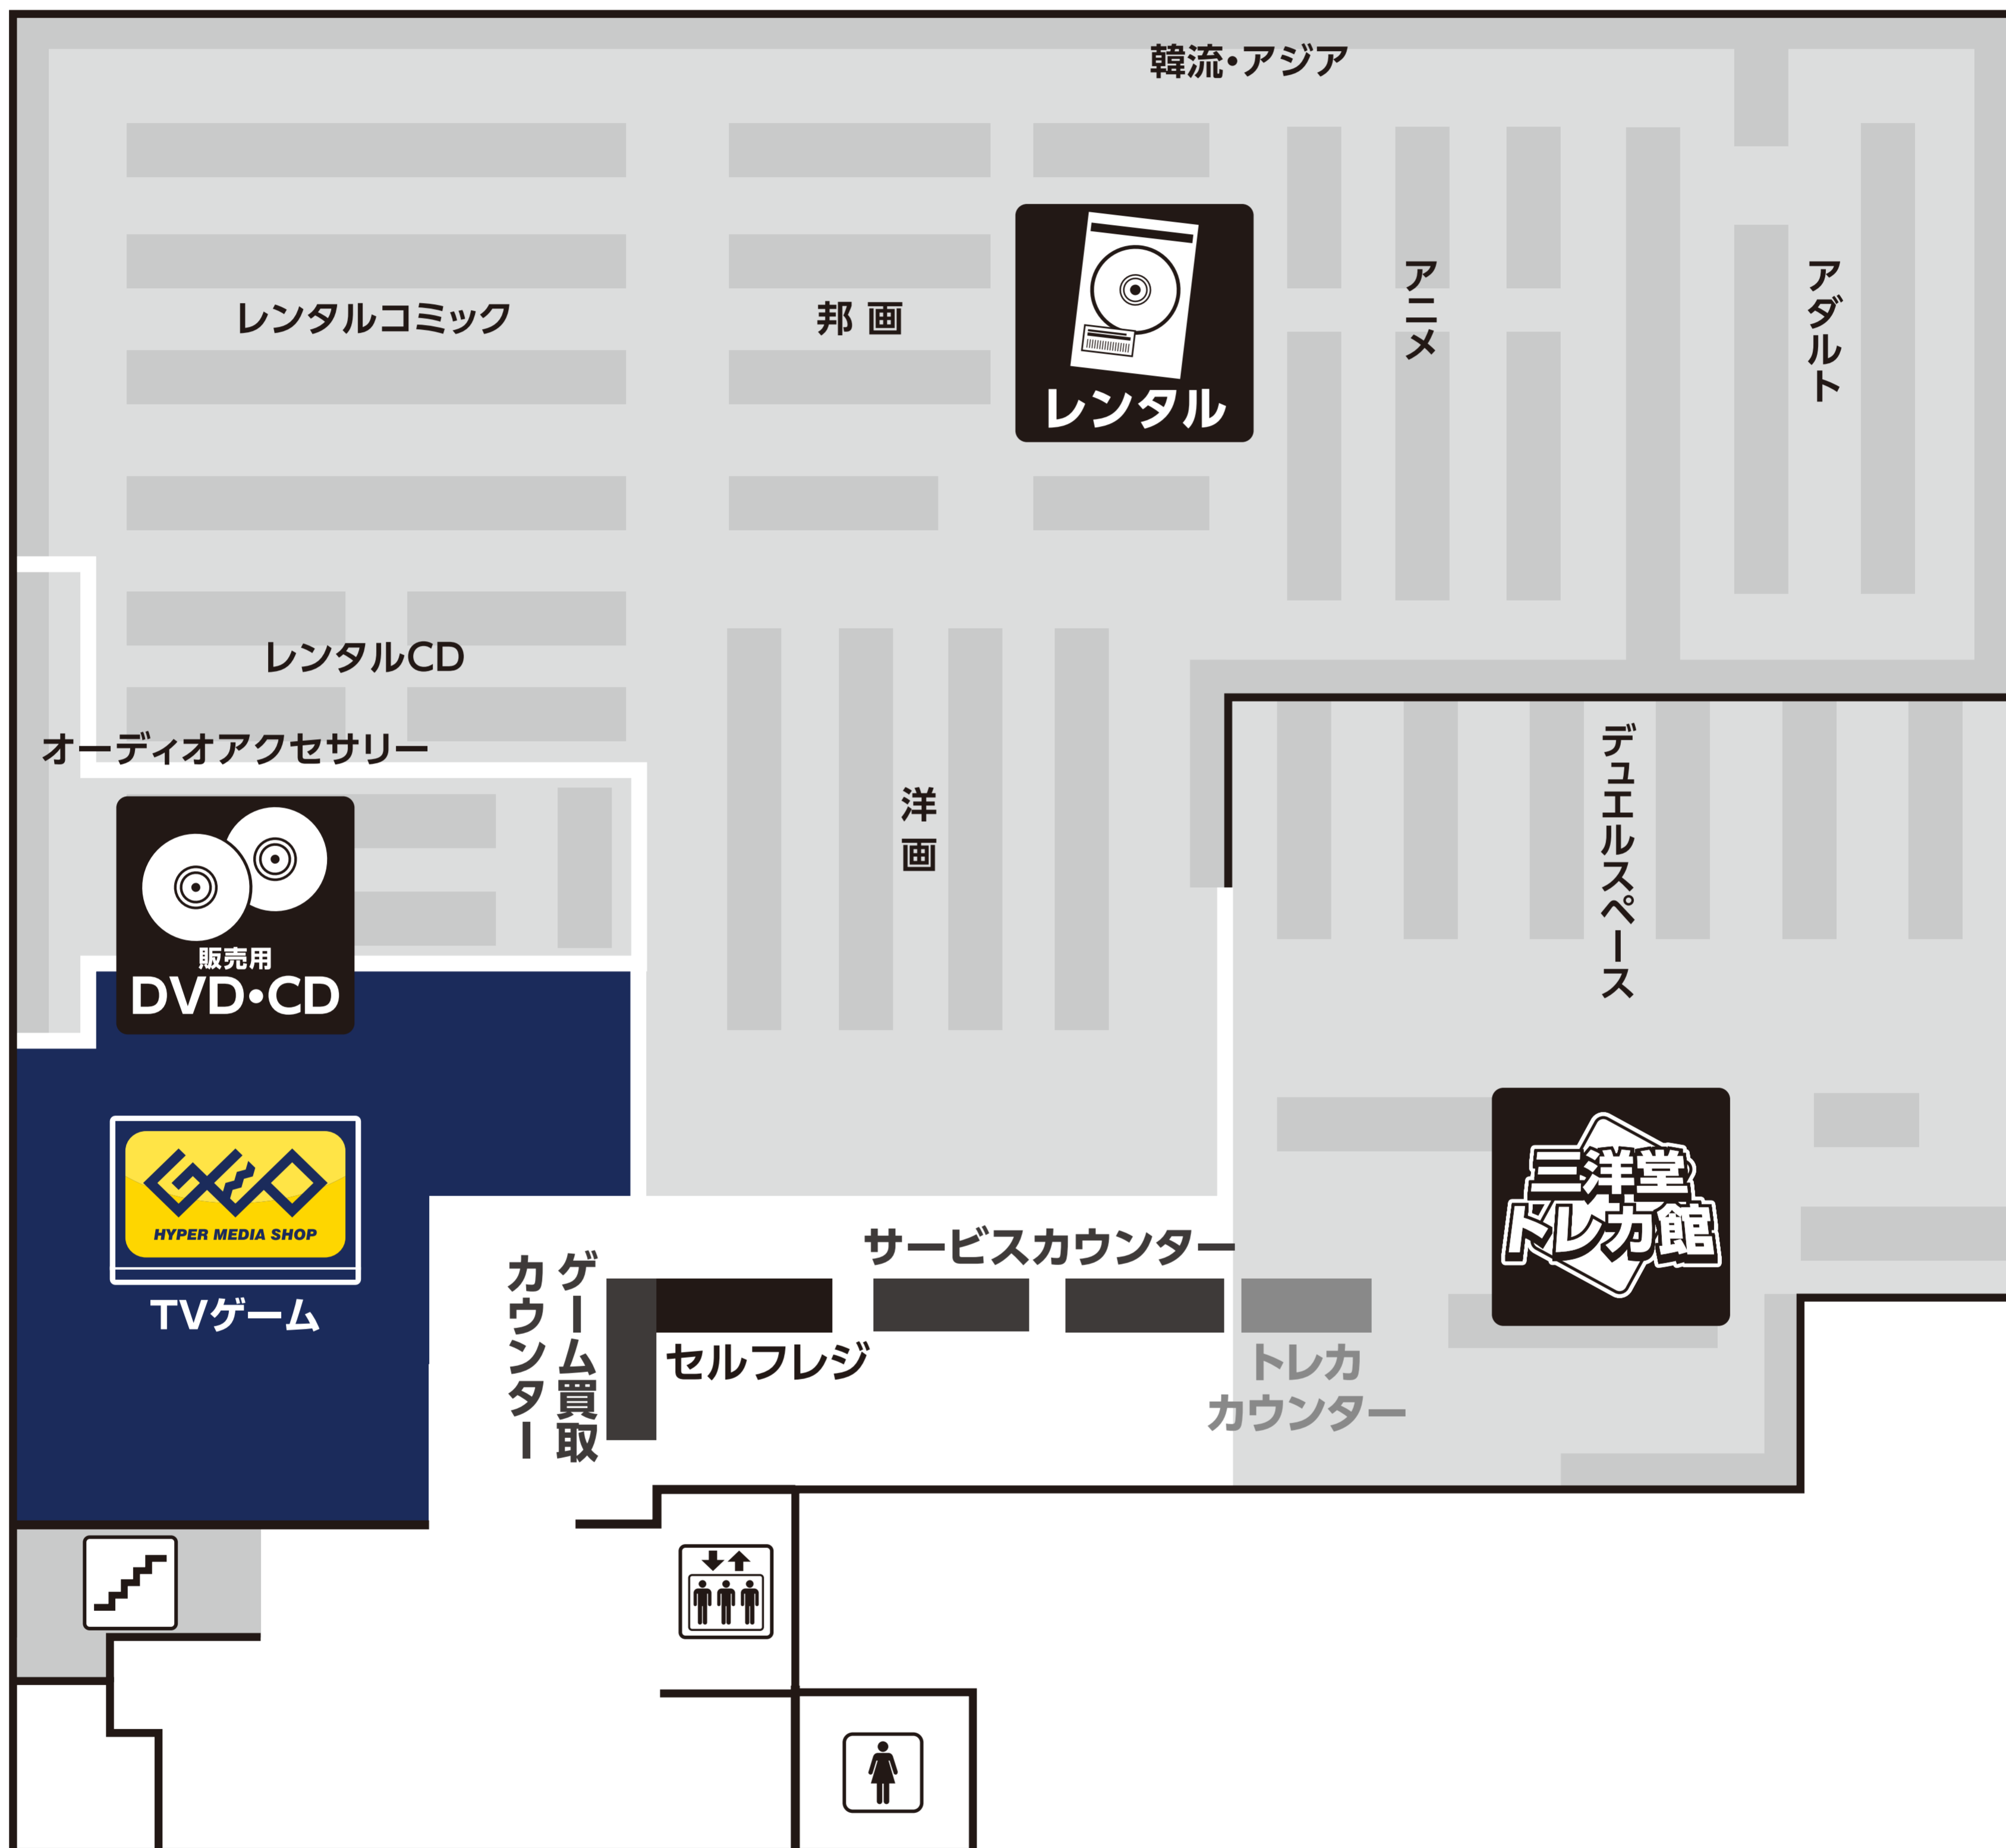 韓流・アジア
レンタルコミック
邦画
レンタル
アニメ
アダルト
レンタルCD
オーディオアクセサリー
洋画
デュエルスペース
販売用
DVD・CD
GEO
HYPER MEDIA SHOP
TVゲーム
ゲーム買取
カウンター
セルフレジ
サービスカウンター
トレカ
カウンター
三洋堂
トレカ館